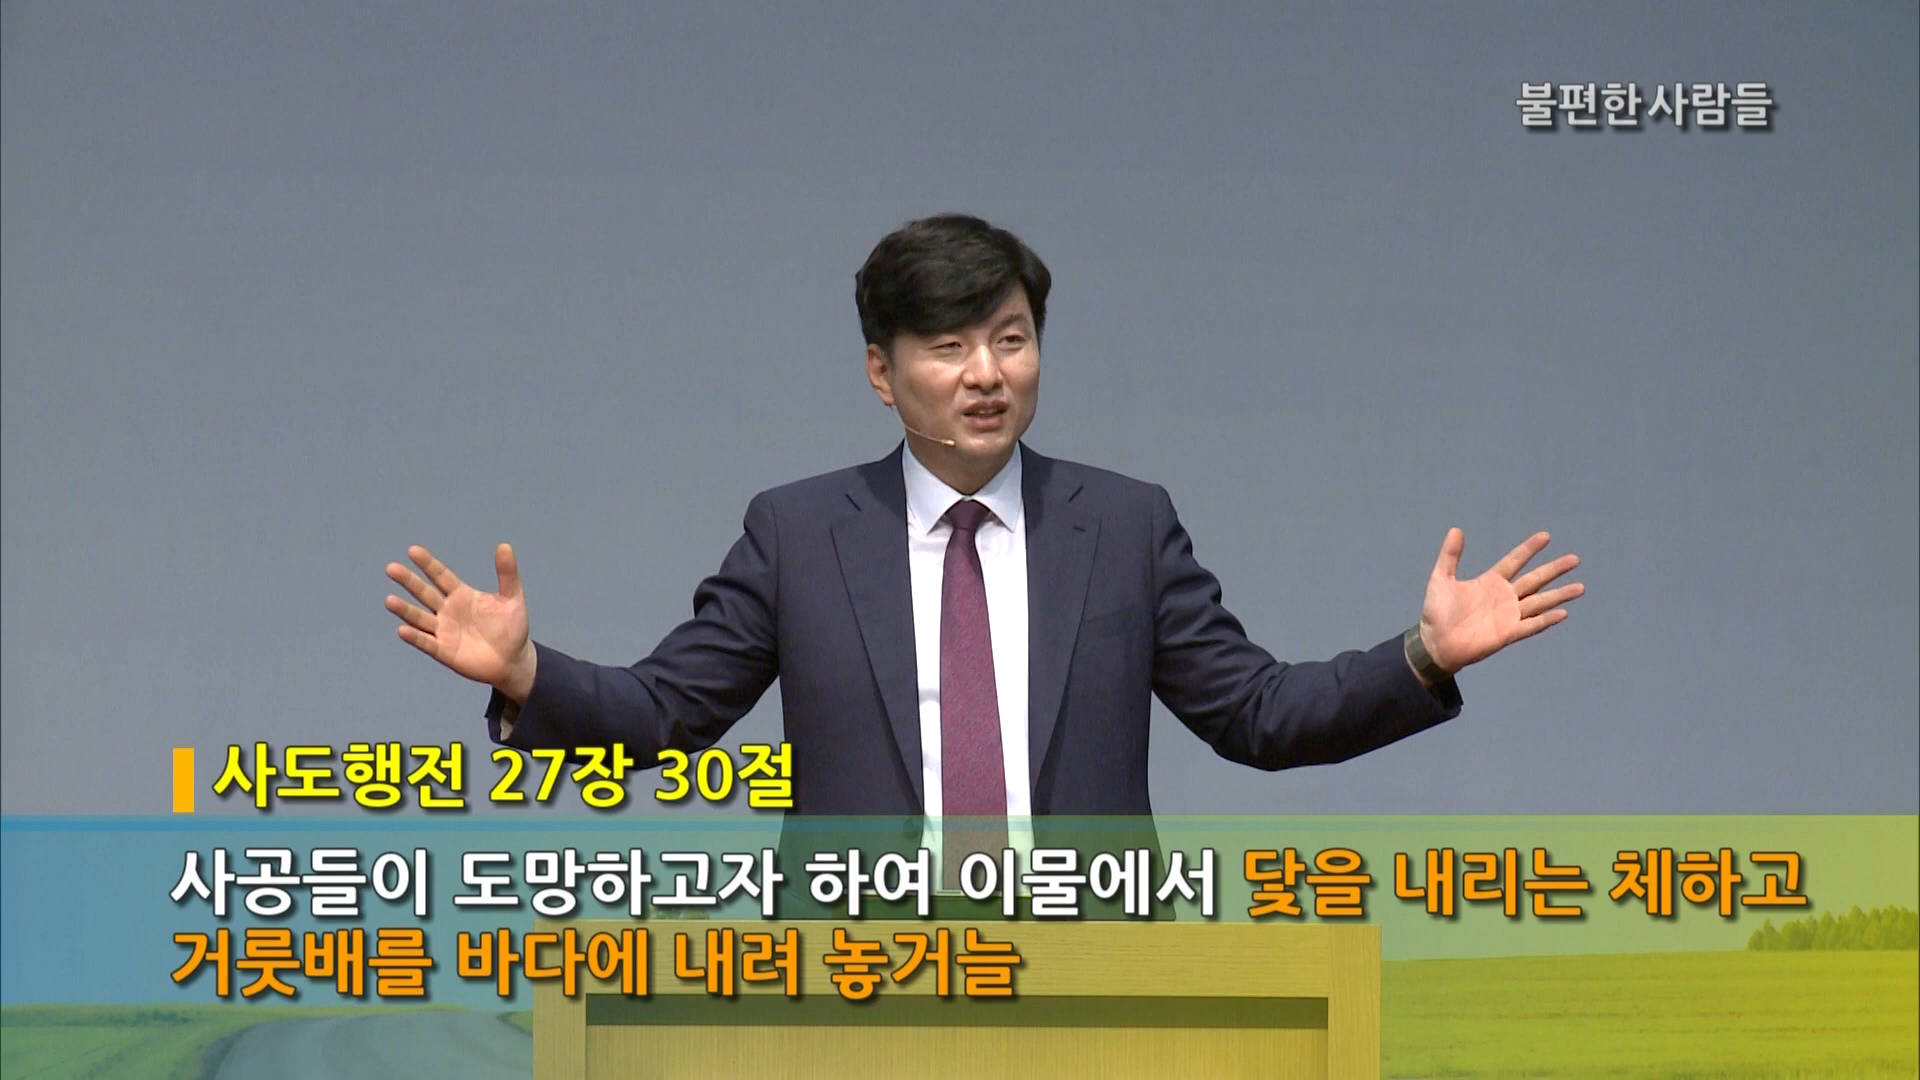 불편한 사람들
사도행전 27장 30절
사공들이 도망하고자 하여 이물에서 닻을 내리는 체하고
거룻배를 바다에 내려 놓거늘